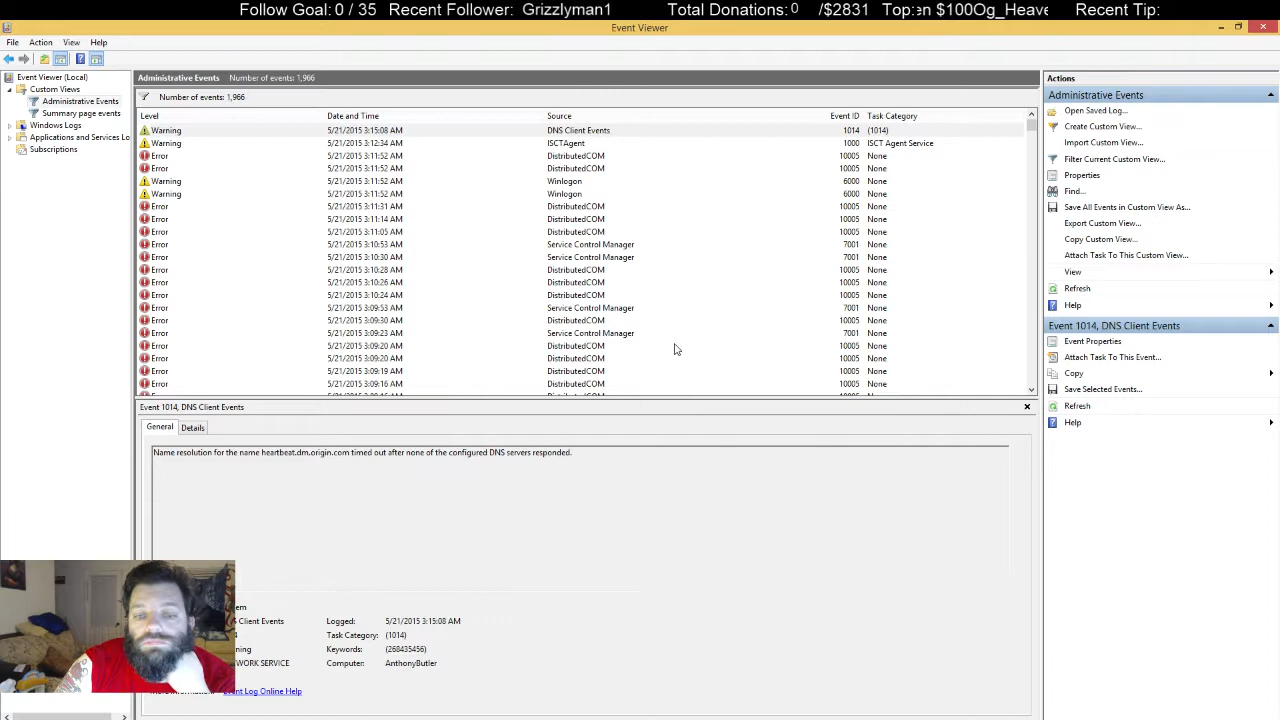 Follow Goal: 0 / 35 Recent Follower: Grizzlyman1 Total Donations: 0 /$2831 Top:en $100Og_Heave Recent Tip:
Event Viewer
File Action View Help
Event Viewer (Local)
Custom Views
Administrative Events
Summary page events
Windows Logs
Applications and Services Lo
Subscriptions
Administrative Events Number of events: 1,966
Number of events: 1,966
Level Date and Time Source Event ID Task Category
Warning 5/21/2015 3:15:08 AM DNS Client Events 1014 (1014)
Warning 5/21/2015 3:12:34 AM ISCTAgent 1000 ISCT Agent Service
Error 5/21/2015 3:11:52 AM DistributedCOM 10005 None
Error 5/21/2015 3:11:52 AM DistributedCOM 10005 None
Warning 5/21/2015 3:11:52 AM Winlogon 6000 None
Warning 5/21/2015 3:11:52 AM Winlogon 6000 None
Error 5/21/2015 3:11:31 AM DistributedCOM 10005 None
Error 5/21/2015 3:11:14 AM DistributedCOM 10005 None
Error 5/21/2015 3:11:05 AM DistributedCOM 10005 None
Error 5/21/2015 3:10:53 AM Service Control Manager 7001 None
Error 5/21/2015 3:10:30 AM Service Control Manager 7001 None
Error 5/21/2015 3:10:28 AM DistributedCOM 10005 None
Error 5/21/2015 3:10:26 AM DistributedCOM 10005 None
Error 5/21/2015 3:10:24 AM DistributedCOM 10005 None
Error 5/21/2015 3:09:53 AM Service Control Manager 7001 None
Error 5/21/2015 3:09:30 AM DistributedCOM 10005 None
Error 5/21/2015 3:09:23 AM Service Control Manager 7001 None
Error 5/21/2015 3:09:20 AM DistributedCOM 10005 None
Error 5/21/2015 3:09:20 AM DistributedCOM 10005 None
Error 5/21/2015 3:09:19 AM DistributedCOM 10005 None
Error 5/21/2015 3:09:16 AM DistributedCOM 10005 None
Event 1014, DNS Client Events
General Details
Name resolution for the name heartbeat.dm.origin.com timed out after none of the configured DNS servers responded.
em
Client Events Logged: 5/21/2015 3:15:08 AM
Task Category: (1014)
ning Keywords: (268435456)
WORK SERVICE Computer: AnthonyButler
Event Log Online Help
Actions
Administrative Events
Open Saved Log...
Create Custom View...
Import Custom View...
Filter Current Custom View...
Properties
Find...
Save All Events in Custom View As...
Export Custom View...
Copy Custom View...
Attach Task To This Custom View...
View
Refresh
Help
Event 1014, DNS Client Events
Event Properties
Attach Task To This Event...
Copy
Save Selected Events...
Refresh
Help